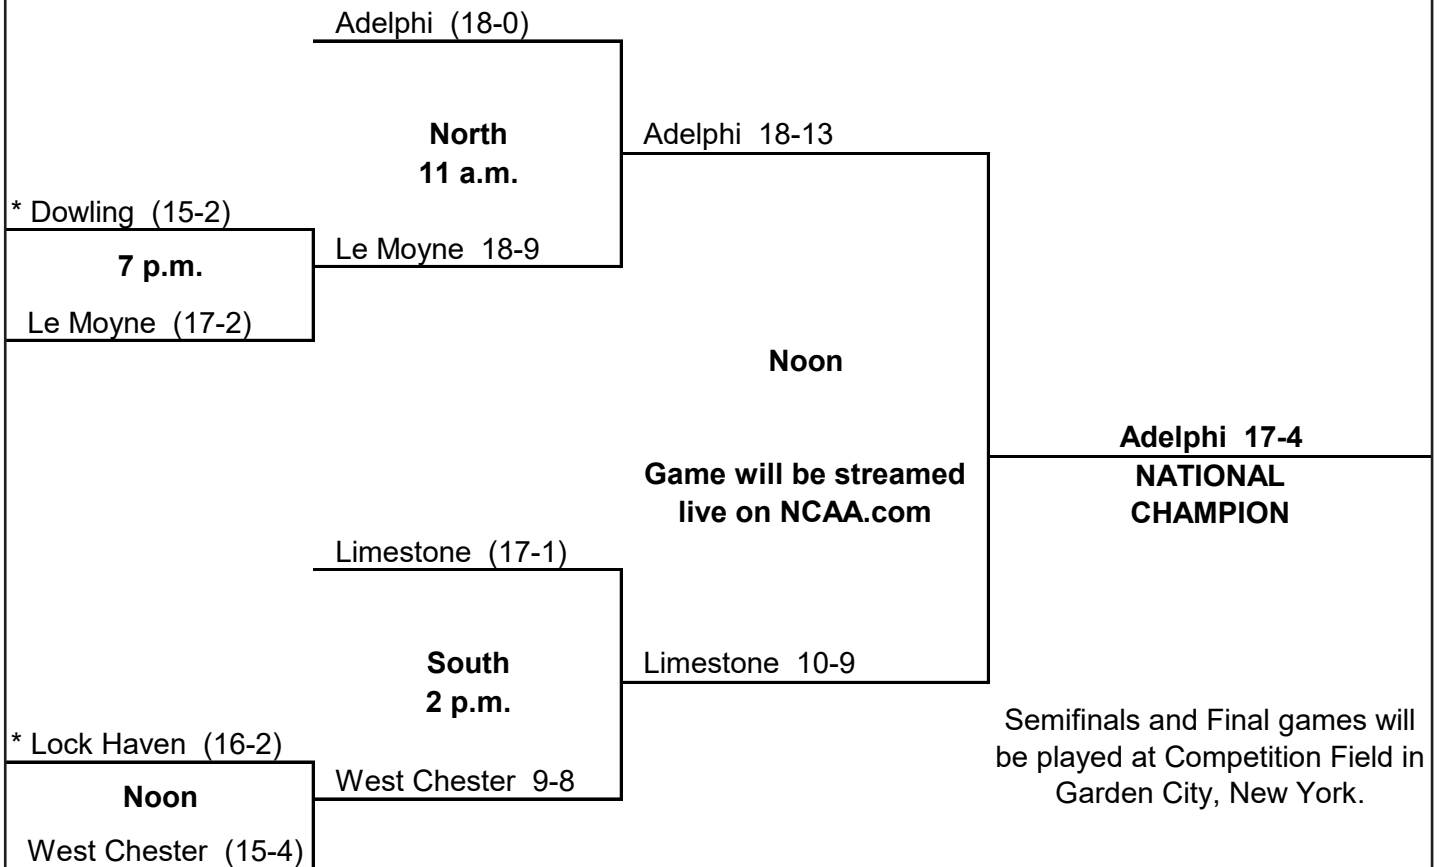 Adelphi (18-0)
North
11 a.m.
Adelphi 18-13
* Dowling (15-2)
7 p.m.
Le Moyne 18-9
Le Moyne (17-2)
Noon
Adelphi 17-4
NATIONAL
CHAMPION
Game will be streamed
live on NCAA.com
Limestone (17-1)
South
2 p.m.
Limestone 10-9
* Lock Haven (16-2)
Noon
West Chester 9-8
West Chester (15-4)
Semifinals and Final games will
be played at Competition Field in
Garden City, New York.